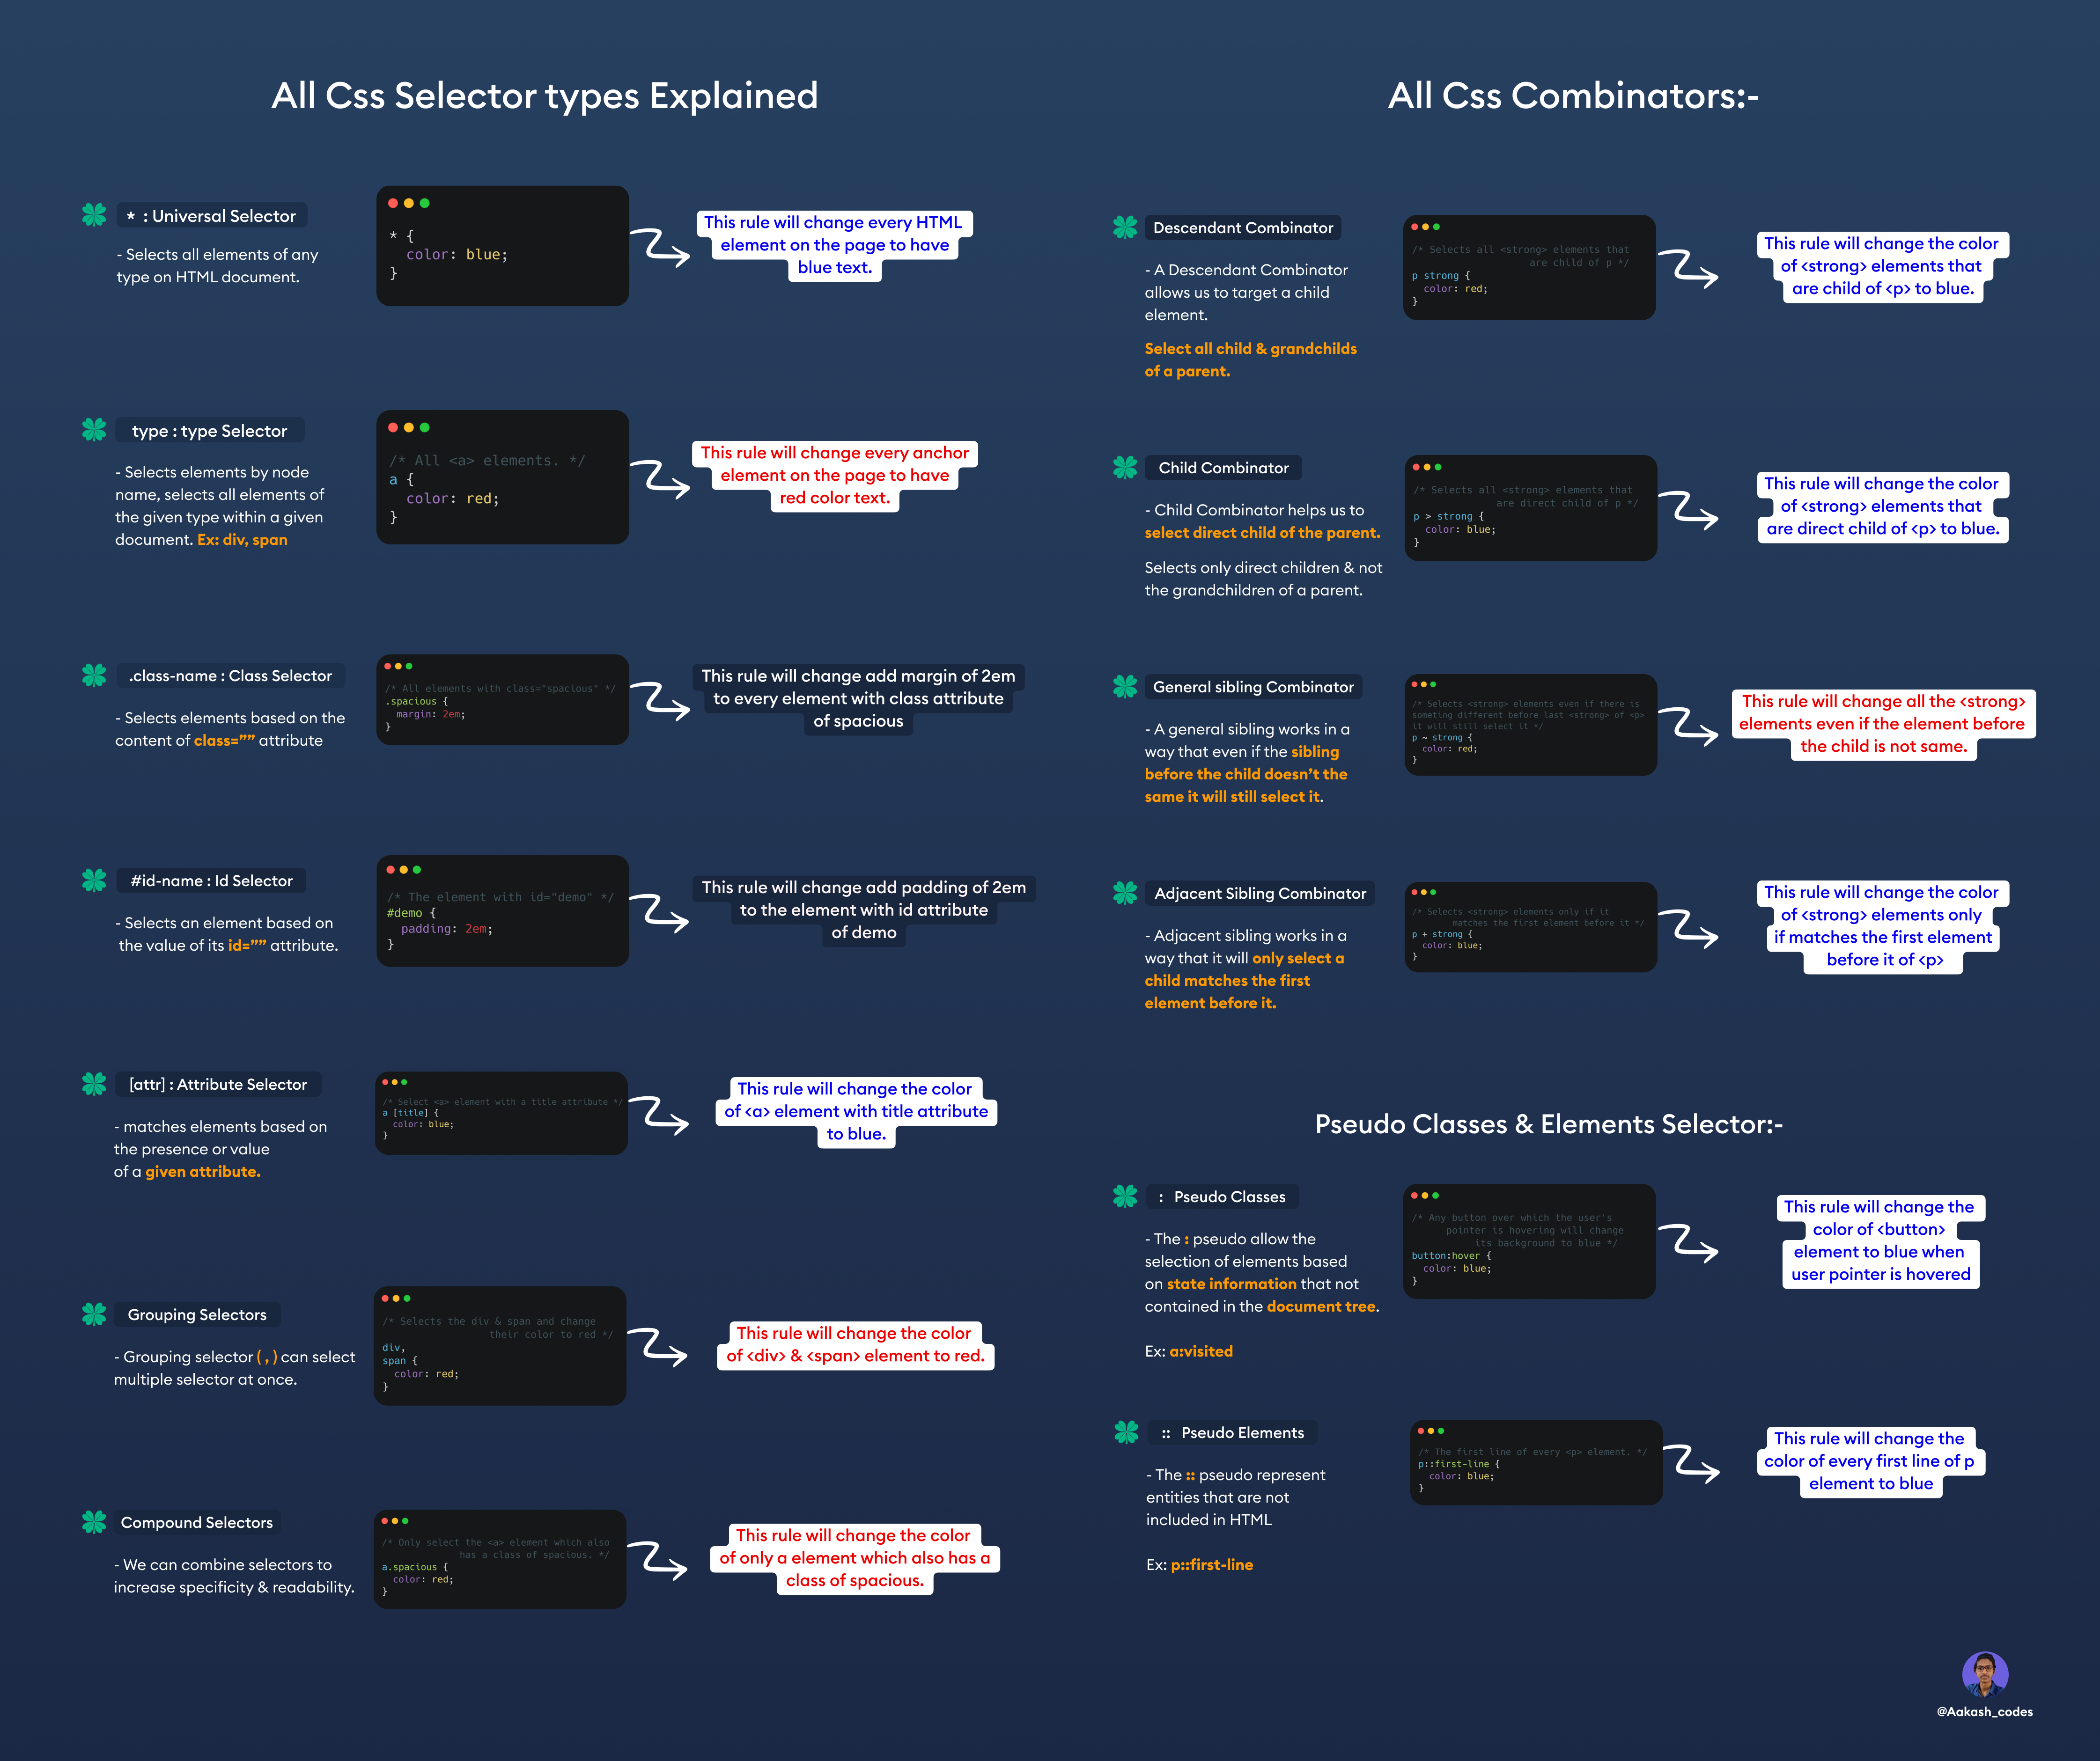 All Css Selector types Explained
* : Universal Selector
- Selects all elements of any
type on HTML document.
* {
color: blue;
}
This rule will change every HTML
element on the page to have
blue text.
type : type Selector
- Selects elements by node
name, selects all elements of
the given type within a given
document. Ex: div, span
/* All <a> elements. */
a {
color: red;
}
This rule will change every anchor
element on the page to have
red color text.
.class-name : Class Selector
- Selects elements based on the
content of class=”” attribute
/* All elements with class="spacious" */
.spacious {
margin: 2em;
}
This rule will change add margin of 2em
to every element with class attribute
of spacious
#id-name : Id Selector
- Selects an element based on
the value of its id=”” attribute.
/* The element with id="demo" */
#demo {
padding: 2em;
}
This rule will change add padding of 2em
to the element with id attribute
of demo
[attr] : Attribute Selector
- matches elements based on
the presence or value
of a given attribute.
/* Select <a> element with a title attribute */
a [title] {
color: blue;
}
This rule will change the color
of <a> element with title attribute
to blue.
Grouping Selectors
- Grouping selector ( , ) can select
multiple selector at once.
/* Selects the div & span and change
their color to red */
div,
span {
color: red;
}
This rule will change the color
of <div> & <span> element to red.
Compound Selectors
- We can combine selectors to
increase specificity & readability.
/* Only select the <a> element which also
has a class of spacious. */
a.spacious {
color: red;
}
This rule will change the color
of only a element which also has a
class of spacious.
All Css Combinators:-
Descendant Combinator
- A Descendant Combinator
allows us to target a child
element.
Select all child & grandchilds
of a parent.
/* Selects all <strong> elements that
are child of p */
p strong {
color: red;
}
This rule will change the color
of <strong> elements that
are child of <p> to blue.
Child Combinator
- Child Combinator helps us to
select direct child of the parent.
Selects only direct children & not
the grandchildren of a parent.
/* Selects all <strong> elements that
are direct child of p */
p > strong {
color: blue;
}
This rule will change the color
of <strong> elements that
are direct child of <p> to blue.
General sibling Combinator
- A general sibling works in a
way that even if the sibling
before the child doesn’t the
same it will still select it.
/* Selects <strong> elements even if there is
someting different before last <strong> of <p>
it will still select it */
p ~ strong {
color: red;
}
This rule will change all the <strong>
elements even if the element before
the child is not same.
Adjacent Sibling Combinator
- Adjacent sibling works in a
way that it will only select a
child matches the first
element before it.
/* Selects <strong> elements only if it
matches the first element before it */
p + strong {
color: blue;
}
This rule will change the color
of <strong> elements only
if matches the first element
before it of <p>
Pseudo Classes & Elements Selector:-
: Pseudo Classes
- The : pseudo allow the
selection of elements based
on state information that not
contained in the document tree.
Ex: a:visited
/* Any button over which the user's
pointer is hovering will change
its background to blue */
button:hover {
color: blue;
}
This rule will change the
color of <button>
element to blue when
user pointer is hovered
:: Pseudo Elements
- The :: pseudo represent
entities that are not
included in HTML
Ex: p::first-line
/* The first line of every <p> element. */
p::first-line {
color: blue;
}
This rule will change the
color of every first line of p
element to blue
@Aakash_codes